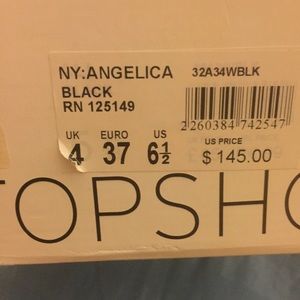 NY:ANGELICA 32A34WBLK
BLACK
RN 125149
2260384742547
UK EURO US US PRICE
4 37 6½ $145.00
TOPSHO